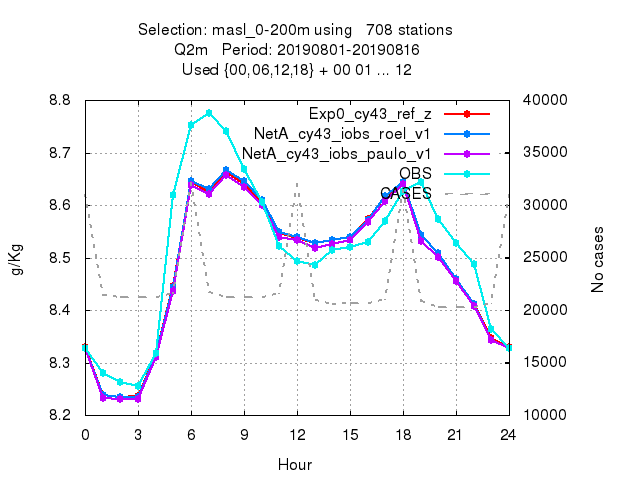 Selection: masl_0-200m using   708 stations
Q2m   Period: 20190801-20190816
Used {00,06,12,18} + 00 01 ... 12
Exp0_cy43_ref_z
NetA_cy43_iobs_roel_v1
NetA_cy43_iobs_paulo_v1
OBS
CASES
8.8
8.7
8.6
8.5
8.4
8.3
8.2
g/Kg
40000
35000
30000
25000
20000
15000
10000
No cases
0 3 6 9 12 15 18 21 24
Hour